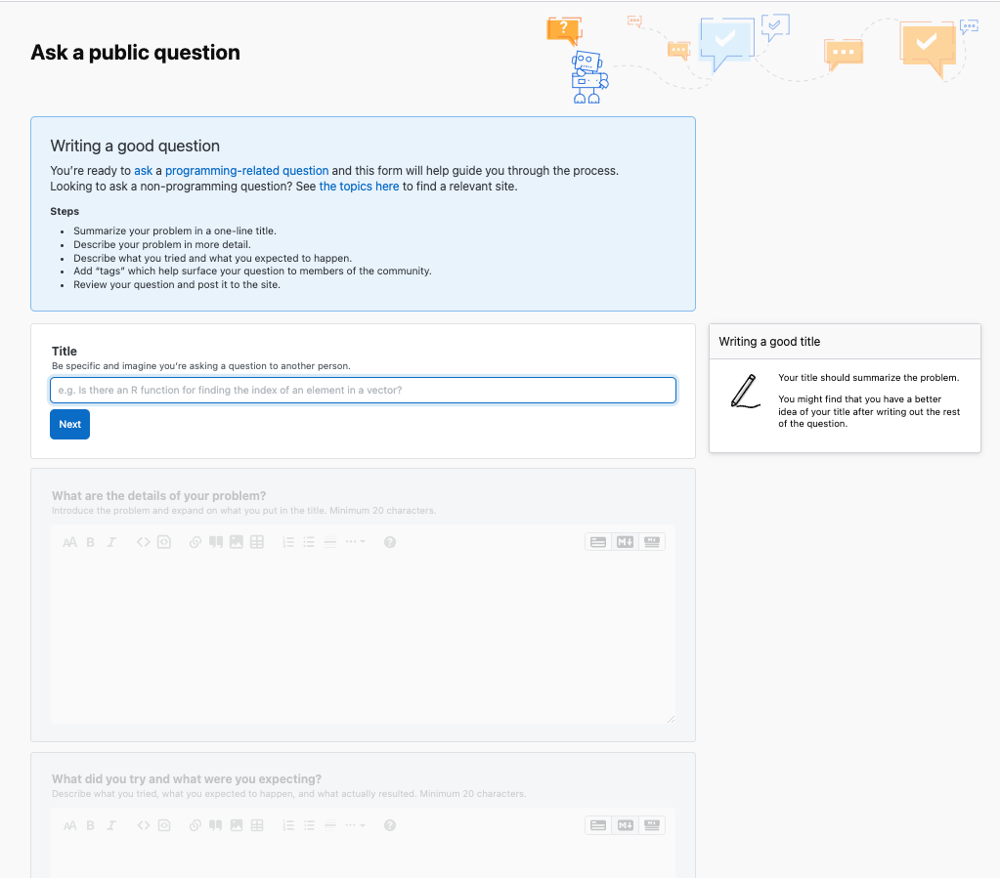 Ask a public question
?
Writing a good question
You're ready to ask a programming-related question and this form will help guide you through the process.
Looking to ask a non-programming question? See the topics here to find a relevant site.
Steps
Summarize your problem in a one-line title.
Describe your problem in more detail.
Describe what you tried and what you expected to happen.
Add “tags” which help surface your question to members of the community.
Review your question and post it to the site.
Title
Be specific and imagine you're asking a question to another person.
e.g. Is there an R function for finding the index of an element in a vector?
Next
Writing a good title
Your title should summarize the problem.
You might find that you have a better
idea of your title after writing out the rest
of the question.
What are the details of your problem?
Introduce the problem and expand on what you put in the title. Minimum 20 characters.
AA B I ? M
What did you try and what were you expecting?
Describe what you tried, what you expected to happen, and what actually resulted. Minimum 20 characters.
AA B I ? M